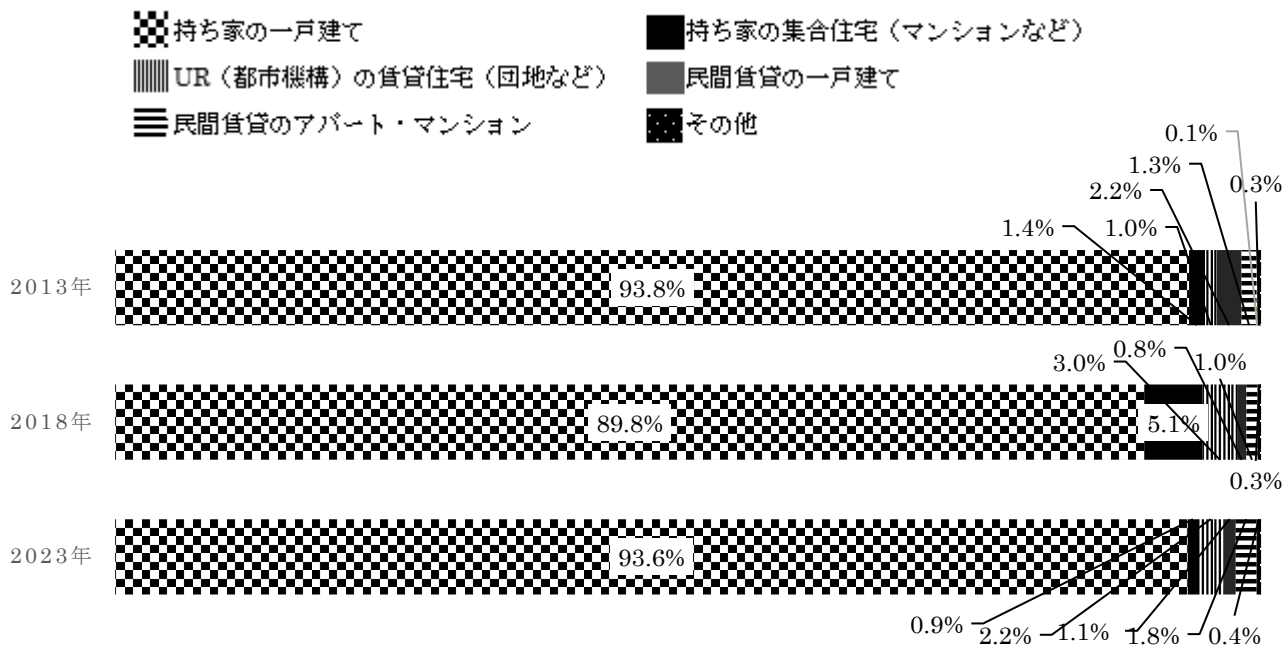 持ち家の一戸建て 持ち家の集合住宅（マンションなど）
UR（都市機構）の賃貸住宅（団地など） 民間賃貸の一戸建て
民間賃貸のアパート・マンション その他
0.1%
1.3%
2.2% 0.3%
1.4% 1.0%
2013年 93.8%
3.0% 0.8% 1.0%
2018年 89.8% 5.1%
0.3%
2023年 93.6%
0.9% 2.2% 1.1% 1.8% 0.4%